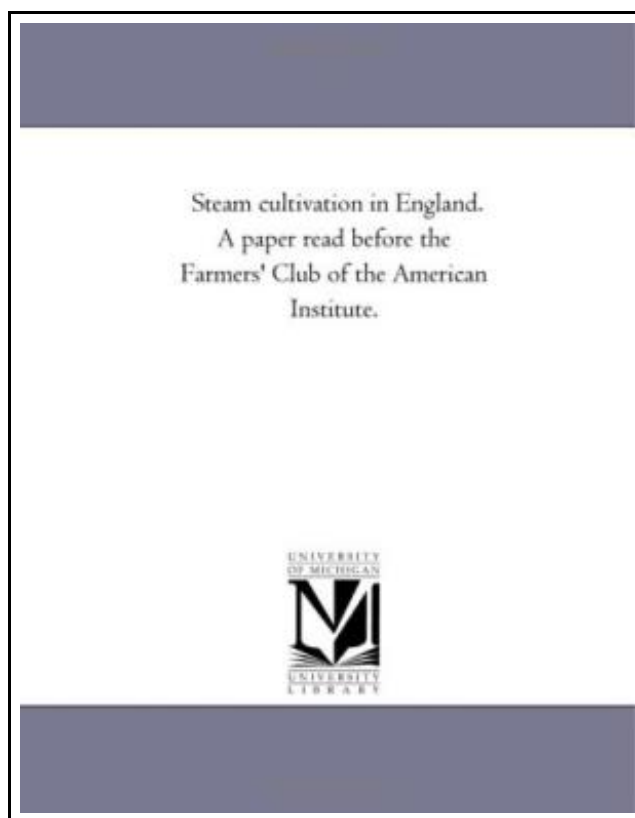 Steam cultivation in England.
A paper read before the
Farmers' Club of the American
Institute.
UNIVERSITY
OF MICHIGAN
UNIVERSITY
LIBRARY